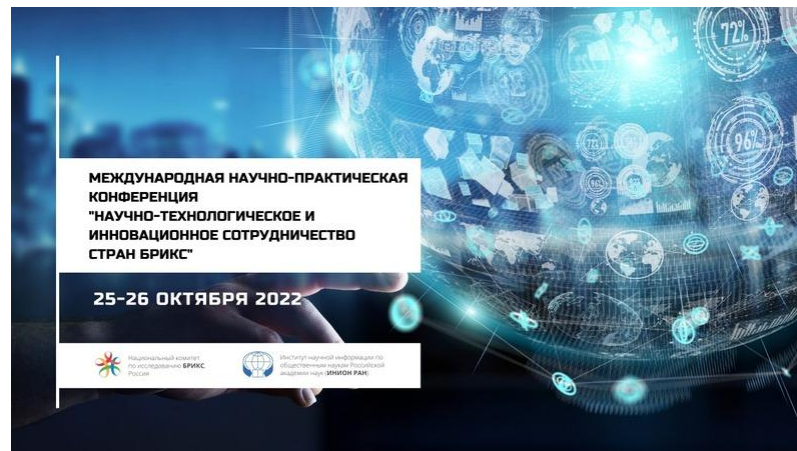 МЕЖДУНАРОДНАЯ НАУЧНО-ПРАКТИЧЕСКАЯ
КОНФЕРЕНЦИЯ
"НАУЧНО-ТЕХНОЛОГИЧЕСКОЕ И
ИННОВАЦИОННОЕ СОТРУДНИЧЕСТВО
СТРАН БРИКС"
25-26 ОКТЯБРЯ 2022
Национальный комитет
по исследованию БРИКС,
Россия
Институт научной информации по
общественным наукам Российской
академии наук (ИНИОН РАН)
72%
96%